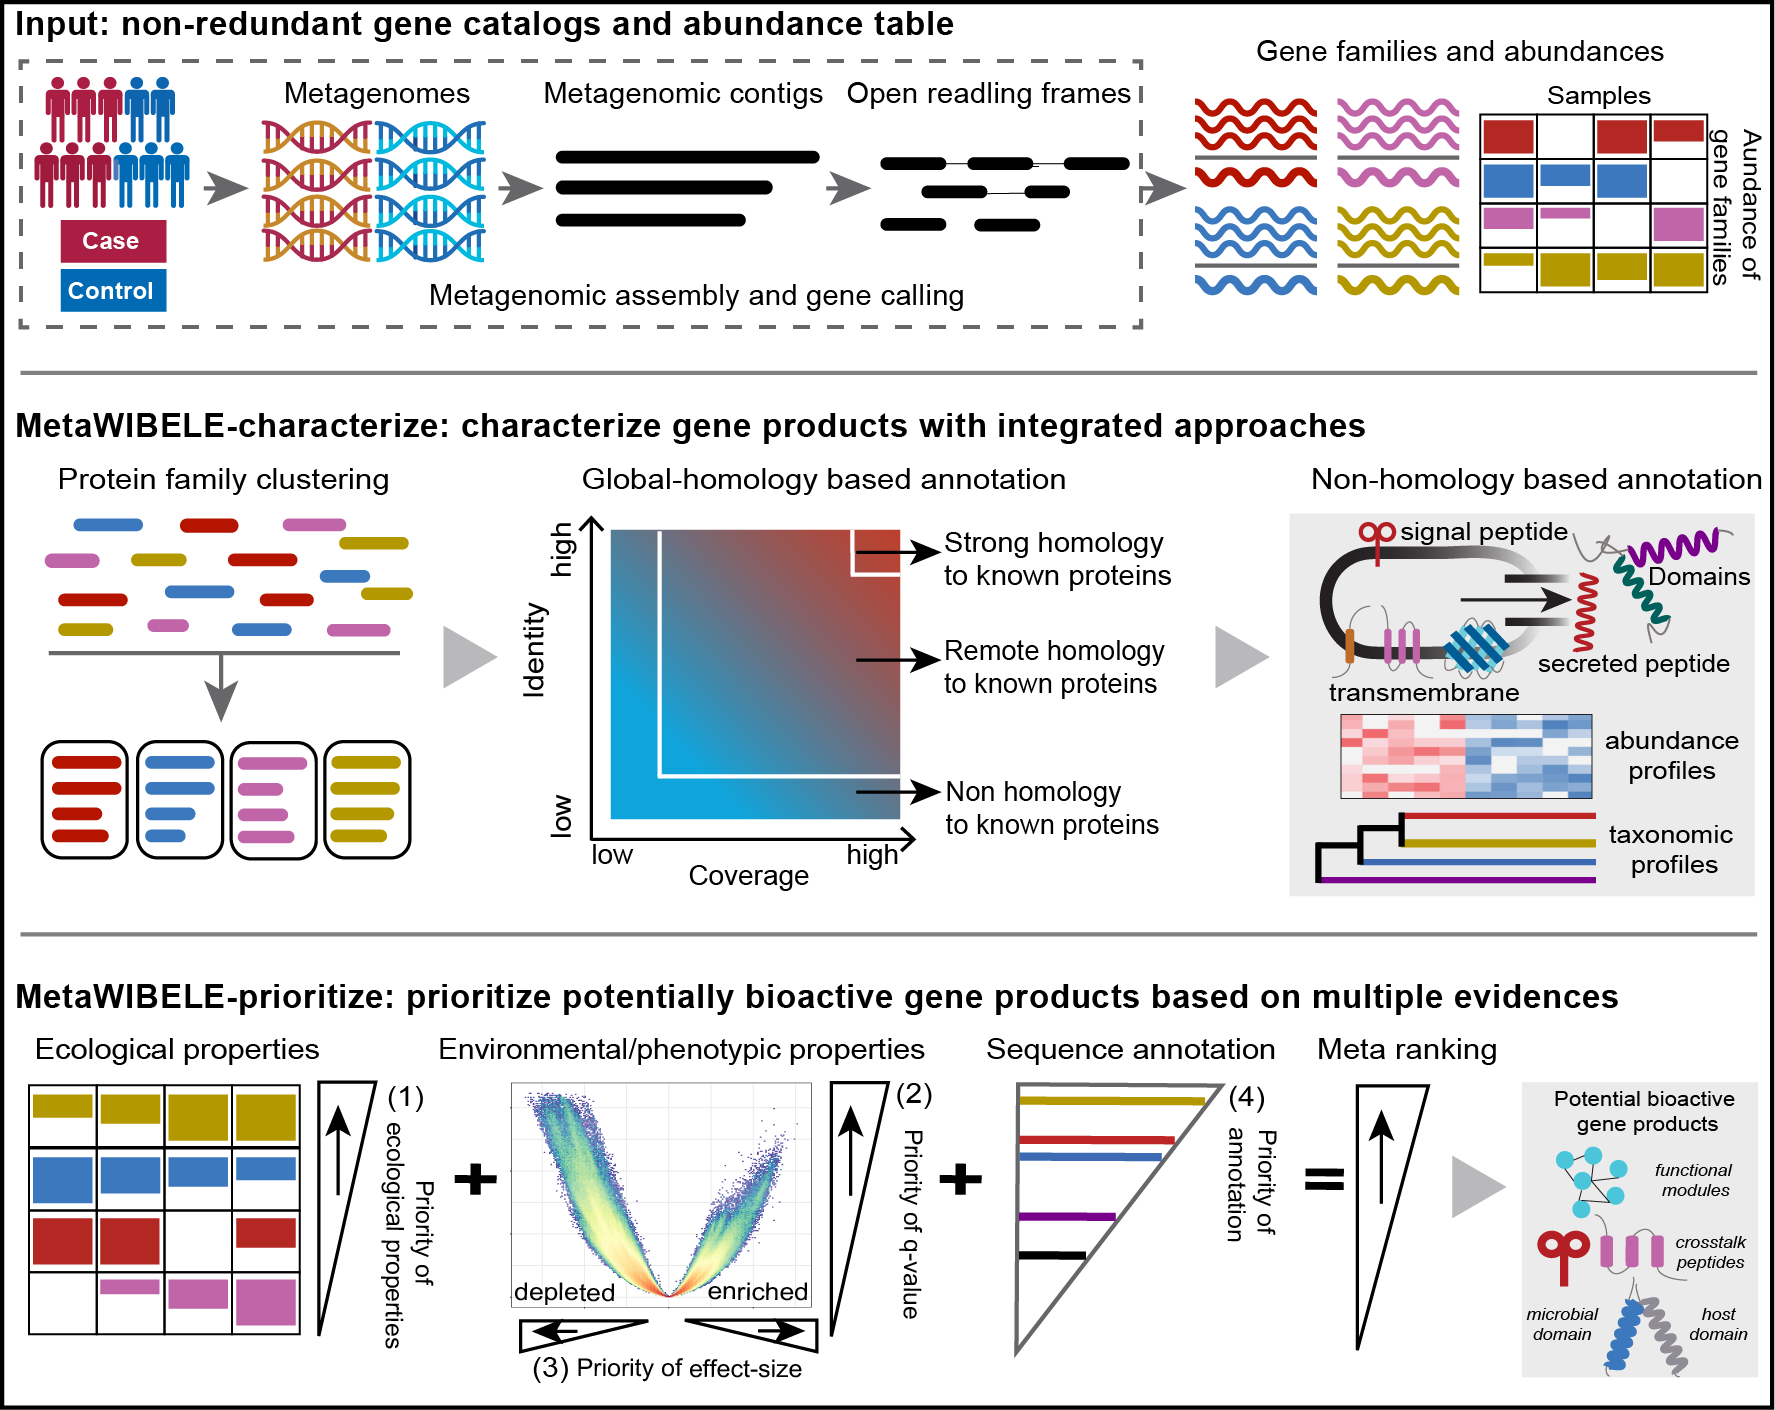 Input: non-redundant gene catalogs and abundance table
Case
Control
Metagenomes
Metagenomic contigs
Open readling frames
Metagenomic assembly and gene calling
Gene families and abundances
Samples
Aundance of
gene families
MetaWIBELE-characterize: characterize gene products with integrated approaches
Protein family clustering
Global-homology based annotation
high
Identity
low
low
high
Coverage
Strong homology
to known proteins
Remote homology
to known proteins
Non homology
to known proteins
Non-homology based annotation
signal peptide
Domains
secreted peptide
transmembrane
abundance
profiles
taxonomic
profiles
MetaWIBELE-prioritize: prioritize potentially bioactive gene products based on multiple evidences
Ecological properties
(1)
Priority of
ecological properties
Environmental/phenotypic properties
depleted
enriched
(2)
Priority of q-value
(3) Priority of effect-size
Sequence annotation
(4)
Priority of
annotation
Meta ranking
Potential bioactive
gene products
functional
modules
crosstalk
peptides
microbial
domain
host
domain